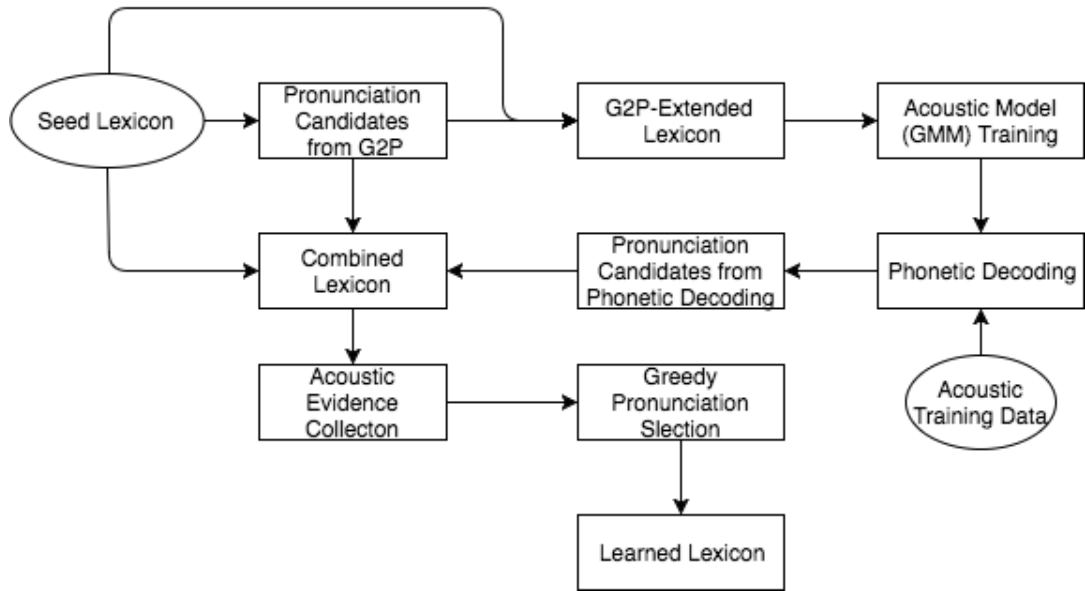 Seed Lexicon
Pronunciation
Candidates
from G2P
G2P-Extended
Lexicon
Acoustic Model
(GMM) Training
Combined
Lexicon
Pronunciation
Candidates from
Phonetic Decoding
Phonetic Decoding
Acoustic
Evidence
Collecton
Greedy
Pronunciation
Slection
Acoustic
Training Data
Learned Lexicon